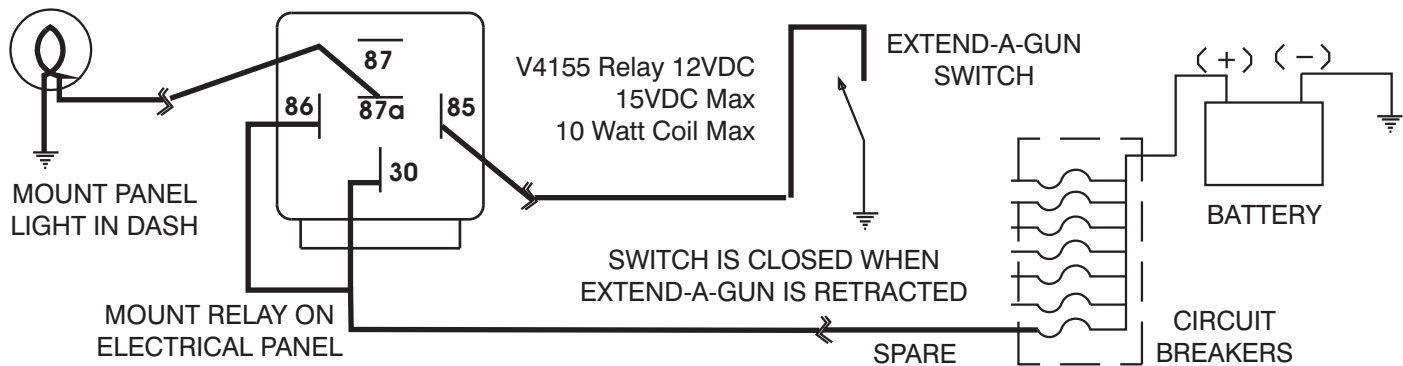 87
86
87a
85
30
V4155 Relay 12VDC
15VDC Max
10 Watt Coil Max
EXTEND-A-GUN
SWITCH
(+) (-)
MOUNT PANEL
LIGHT IN DASH
BATTERY
SWITCH IS CLOSED WHEN
EXTEND-A-GUN IS RETRACTED
MOUNT RELAY ON
ELECTRICAL PANEL
SPARE
CIRCUIT
BREAKERS